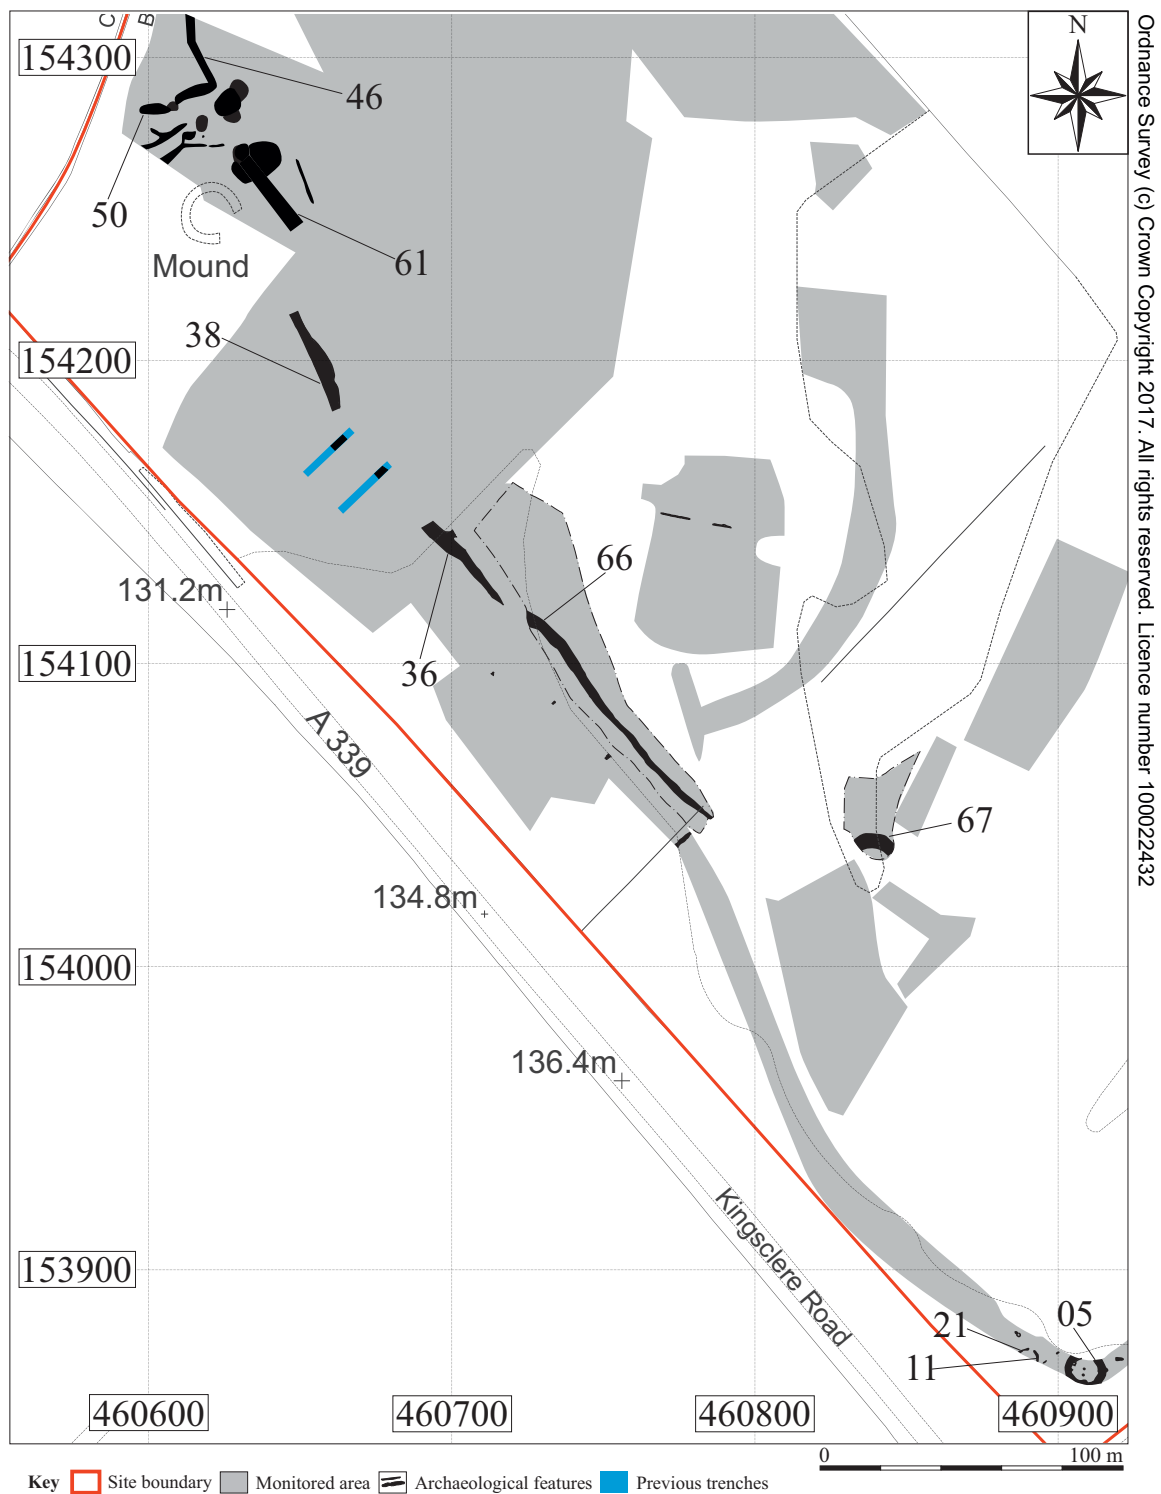 C
B
N
154300
46
50
61
Mound
38
154200
66
131.2m
36
154100
A 339
67
134.8m
154000
136.4m
Kingsclere Road
153900
05
21
11
460600
460700
460800
460900
0
100 m
Key Site boundary Monitored area Archaeological features Previous trenches
Ordnance Survey (c) Crown Copyright 2017. All rights reserved. Licence number 100022432